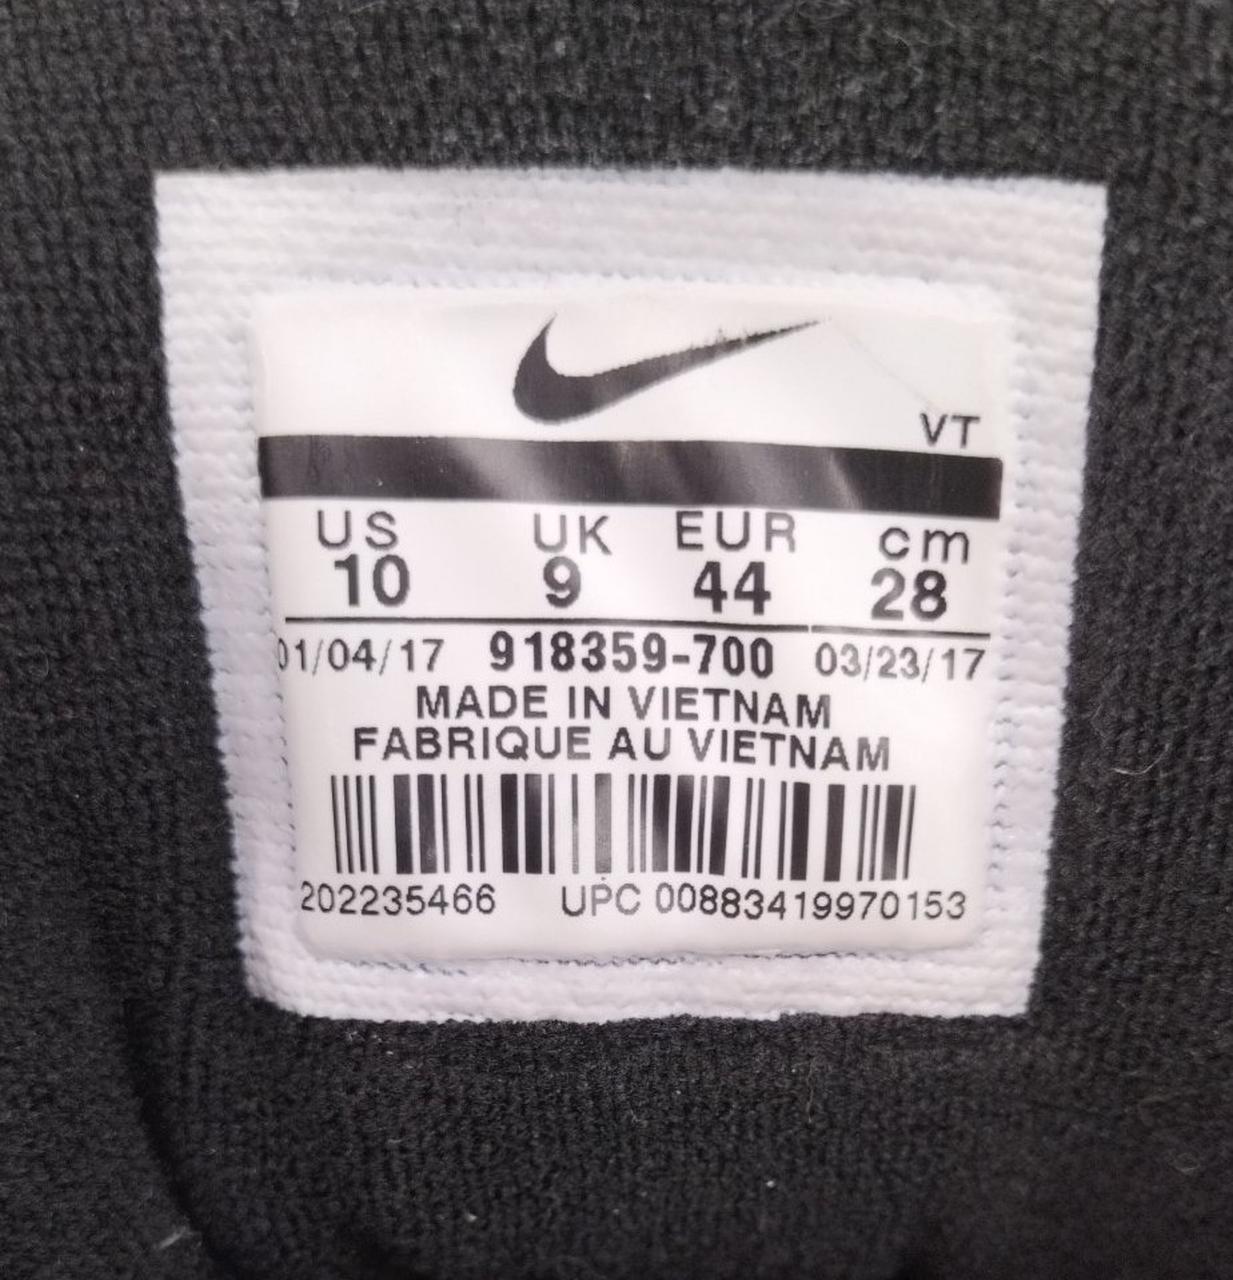 VT
US UK EUR cm
10 9 44 28
01/04/17 918359-700 03/23/17
MADE IN VIETNAM
FABRIQUE AU VIETNAM
202235466 UPC 00883419970153